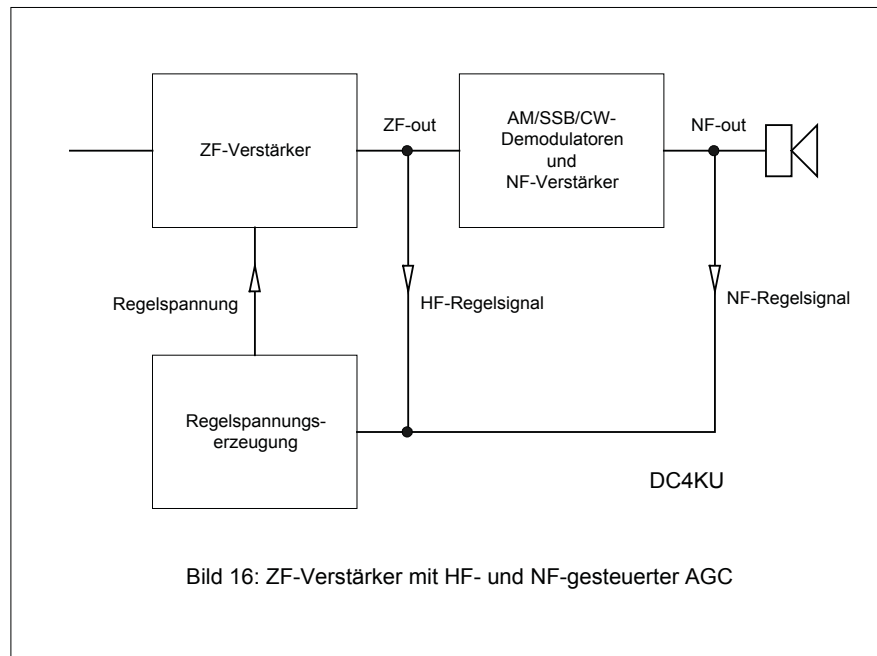 ZF-Verstärker
ZF-out
AM/SSB/CW-
Demodulatoren
und
NF-Verstärker
NF-out
Regelspannung
HF-Regelsignal
NF-Regelsignal
Regelspannungs-
erzeugung
DC4KU
Bild 16: ZF-Verstärker mit HF- und NF-gesteuerter AGC